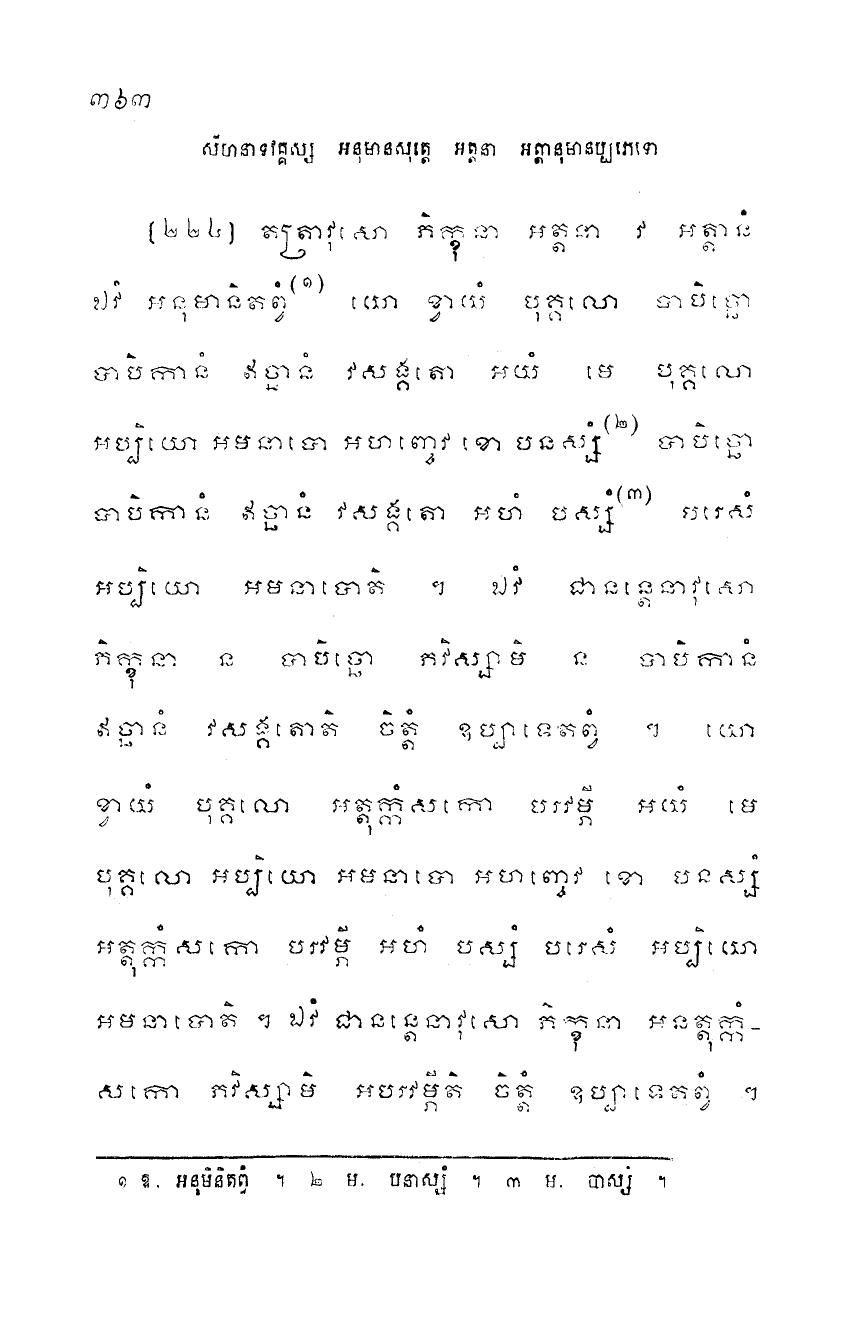 ៣៦៣
សីហនាទវគ្គស្ស អនុមានសុត្តេ អត្តនា អត្តានុមានប្បភេទោ
[២២៤] តត្រាវុសោ ភិក្ខុនា អត្តនា វ អត្តានំ
ឯវំ អនុមានិតព្វំ(១) យោ ខ្វាយំ បុគ្គលោ បាបិច្ឆោ
បាបិកានំ ឥច្ឆានំ វសង្គតោ អយំ មេ បុគ្គលោ
អប្បិយោ អមនាបោ អហញ្ចេវ ខោ បនស្សំ(២) បាបិច្ឆោ
បាបិកានំ ឥច្ឆានំ វសង្គតោ អហំ បស្សំ(៣) បរេសំ
អប្បិយោ អមនាបោតិ ។ ឯវំ ជានន្តេនាវុសោ
ភិក្ខុនា ន បាបិច្ឆោ ភវិស្សាមិ ន បាបិកានំ
ឥច្ឆានំ វសង្គតោតិ ចិត្តំ ឧប្បាទេតព្វំ ។ យោ
ខ្វាយំ បុគ្គលោ អត្តុក្កំសកោ បរវម្ភី អយំ មេ
បុគ្គលោ អប្បិយោ អមនាបោ អហញ្ចេវ ខោ បនស្សំ
អត្តុក្កំសកោ បរវម្ភី អហំ បស្សំ បរេសំ អប្បិយោ
អមនាបោតិ ។ ឯវំ ជានន្តេនាវុសោ ភិក្ខុនា អនត្តុក្កំ-
សកោ ភវិស្សាមិ អបរវម្ភីតិ ចិត្តំ ឧប្បាទេតព្វំ ។
១ ឱ. អនុមិនិតព្វំ ។ ២ ម. បនាស្សំ ។ ៣ ម. បាស្សំ ។